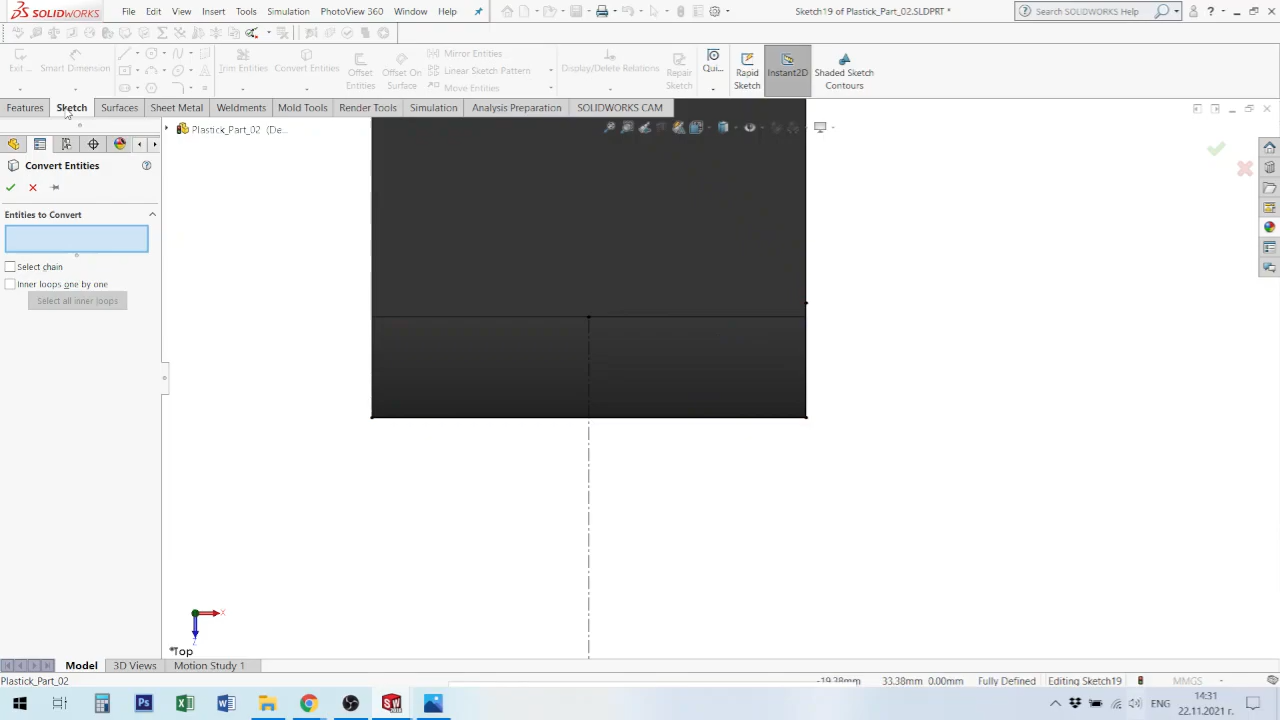 SOLIDWORKS File Edit View Insert Tools Simulation PhotoView 360 Window Help Sketch19 of Plastick_Part_02.SLDPRT * Search SOLIDWORKS Help
Exit ... Smart Dimension Trim Entities Convert Entities Offset Entities Offset On Surface Mirror Entities Linear Sketch Pattern Move Entities Display/Delete Relations Repair Sketch Qui... Rapid Sketch Instant2D Shaded Sketch Contours
Features Sketch Surfaces Sheet Metal Weldments Mold Tools Render Tools Simulation Analysis Preparation SOLIDWORKS CAM
Plastick_Part_02 (De...
Convert Entities
Entities to Convert
Select chain
Inner loops one by one
Select all inner loops
X
*Top
Model 3D Views Motion Study 1
Plastick_Part_02 -19.38mm 33.38mm 0.00mm Fully Defined Editing Sketch19 MMGS
ЕНГ 14:31
22.11.2021 г.